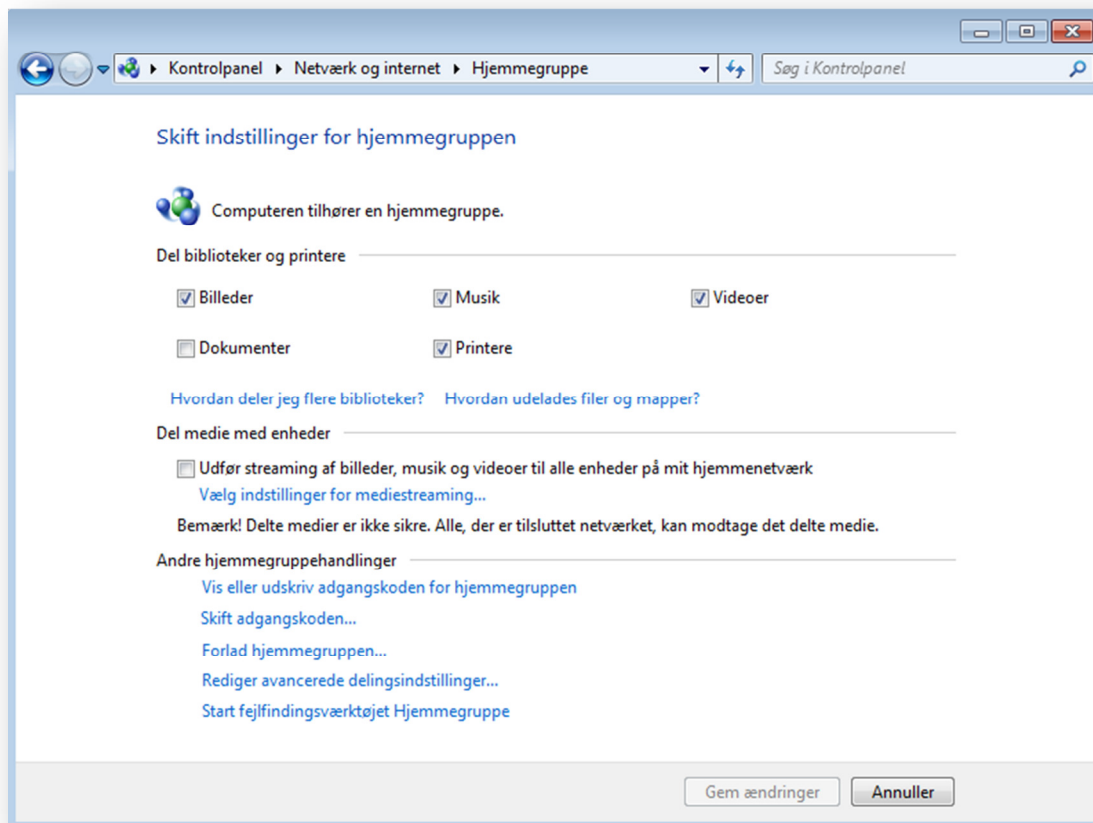 Kontrolpanel Netværk og internet Hjemmegruppe Søg i Kontrolpanel
Skift indstillinger for hjemmegruppen
Computeren tilhører en hjemmegruppe.
Del biblioteker og printere
Billeder Musik Videoer
Dokumenter Printere
Hvordan deler jeg flere biblioteker? Hvordan udelades filer og mapper?
Del medie med enheder
Udfør streaming af billeder, musik og videoer til alle enheder på mit hjemmenetværk
Vælg indstillinger for mediestreaming...
Bemærk! Delte medier er ikke sikre. Alle, der er tilsluttet netværket, kan modtage det delte medie.
Andre hjemmegruppehandlinger
Vis eller udskriv adgangskoden for hjemmegruppen
Skift adgangskoden...
Forlad hjemmegruppen...
Rediger avancerede delingsindstillinger...
Start fejlfindingsværktøjet Hjemmegruppe
Gem ændringer Annuller